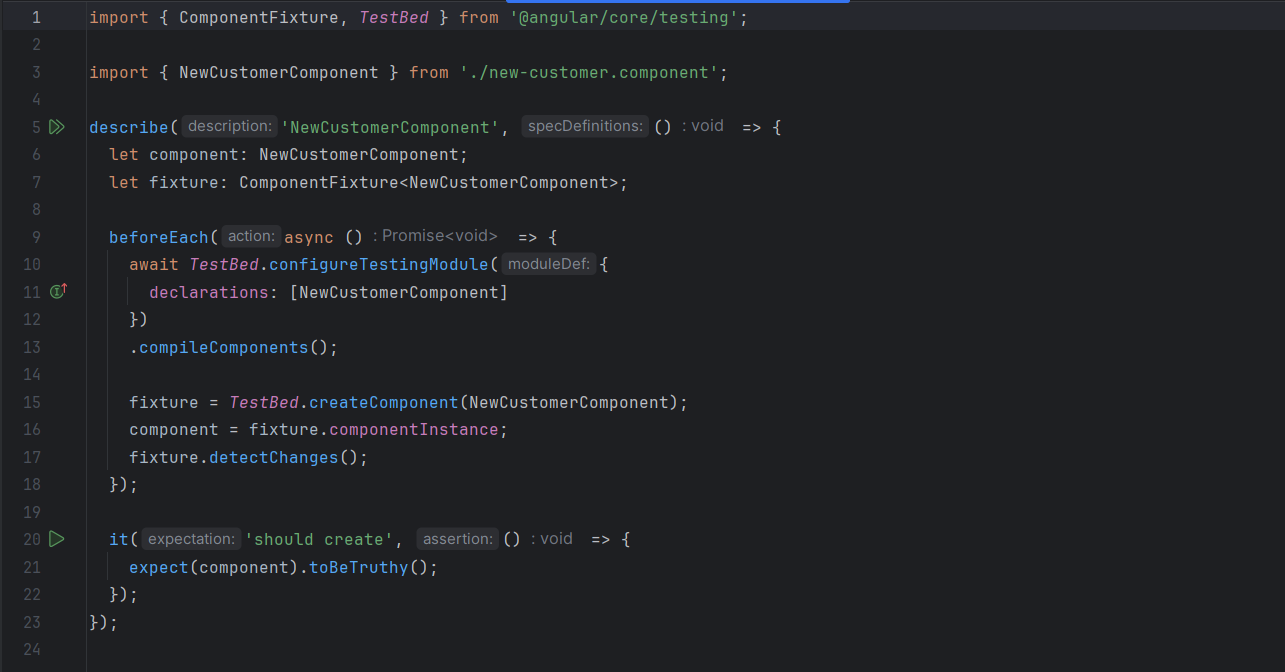 1 import { ComponentFixture, TestBed } from '@angular/core/testing';
2
3 import { NewCustomerComponent } from './new-customer.component';
4
5 describe( description: 'NewCustomerComponent', specDefinitions: () : void => {
6 let component: NewCustomerComponent;
7 let fixture: ComponentFixture<NewCustomerComponent>;
8
9 beforeEach( action: async () : Promise<void> => {
10 await TestBed.configureTestingModule( moduleDef: {
11 declarations: [NewCustomerComponent]
12 })
13 .compileComponents();
14
15 fixture = TestBed.createComponent(NewCustomerComponent);
16 component = fixture.componentInstance;
17 fixture.detectChanges();
18 });
19
20 it( expectation: 'should create', assertion: () : void => {
21 expect(component).toBeTruthy();
22 });
23 });
24